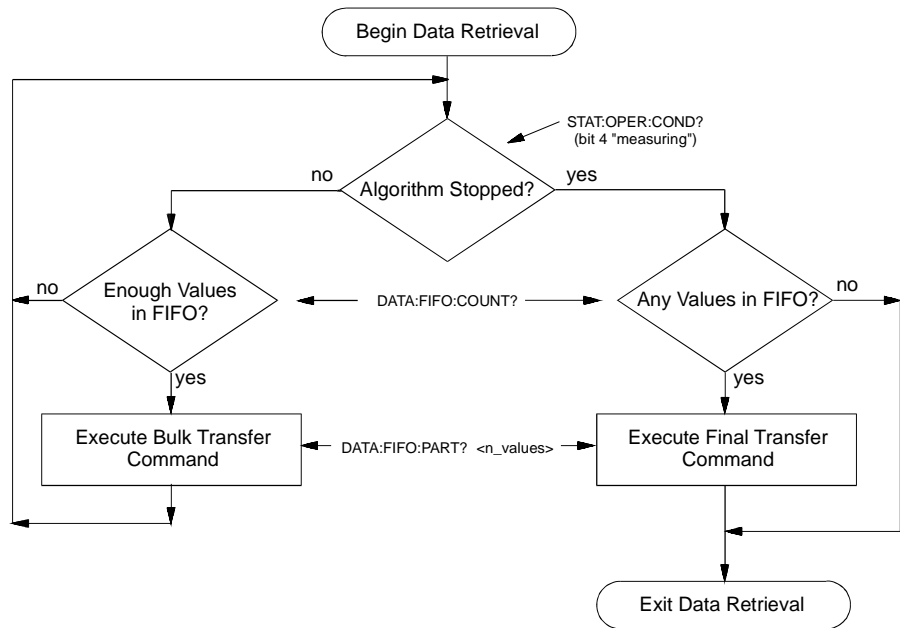 Begin Data Retrieval
STAT:OPER:COND?
(bit 4 "measuring")
no
Algorithm Stopped?
yes
no
Enough Values
in FIFO?
DATA:FIFO:COUNT?
Any Values in FIFO?
no
yes
yes
Execute Bulk Transfer
Command
DATA:FIFO:PART? <n_values>
Execute Final Transfer
Command
Exit Data Retrieval